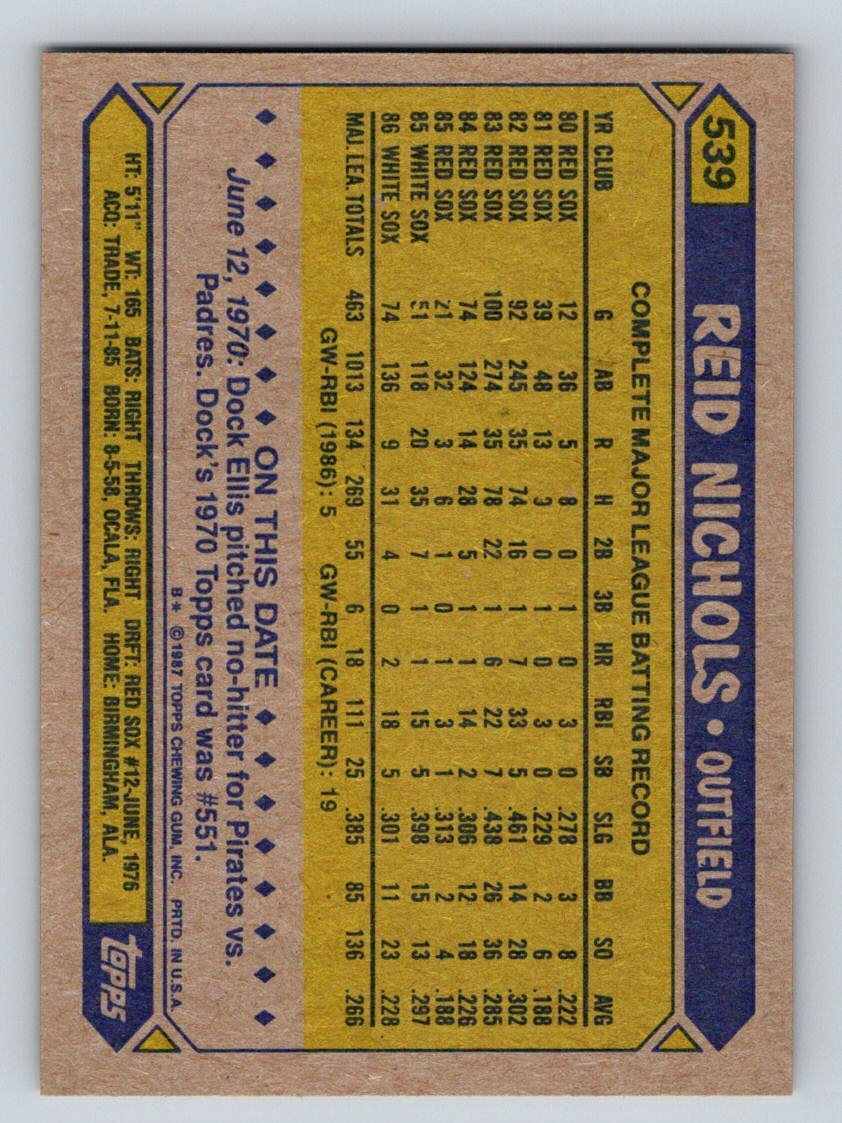 539 REID NICHOLS • OUTFIELD
COMPLETE MAJOR LEAGUE BATTING RECORD
YR CLUB G AB R H 2B 3B HR RBI SB SLG BB SO AVG
80 RED SOX 12 36 5 8 0 1 0 3 0 .278 3 8 .222
81 RED SOX 39 48 13 9 0 1 0 3 0 .229 2 6 .188
82 RED SOX 92 245 35 74 16 1 7 33 5 .461 14 28 .302
83 RED SOX 100 274 35 78 22 1 6 22 7 .438 26 36 .285
84 RED SOX 74 124 14 28 5 1 1 14 2 .306 12 18 .226
85 RED SOX 21 32 3 6 1 0 1 3 1 .313 2 4 .188
85 WHITE SOX 51 118 20 35 7 1 1 15 5 .398 15 13 .297
86 WHITE SOX 74 136 9 31 4 0 2 18 5 .301 11 23 .228
MAJ. LEA. TOTALS 463 1013 134 269 55 6 18 111 25 .385 85 136 .266
GW-RBI (1986): 5 GW-RBI (CAREER): 19
ON THIS DATE
June 12, 1970: Dock Ellis pitched no-hitter for Pirates vs.
Padres. Dock's 1970 Topps card was #551.
B* ©1987 TOPPS CHEWING GUM, INC. PRTD. IN U.S.A.
HT: 5'11" WT: 165 BATS: RIGHT THROWS: RIGHT DRFT: RED SOX #12-JUNE, 1976
ACQ: TRADE, 7-11-85 BORN: 8-5-58, OCALA, FLA. HOME: BIRMINGHAM, ALA.
topps